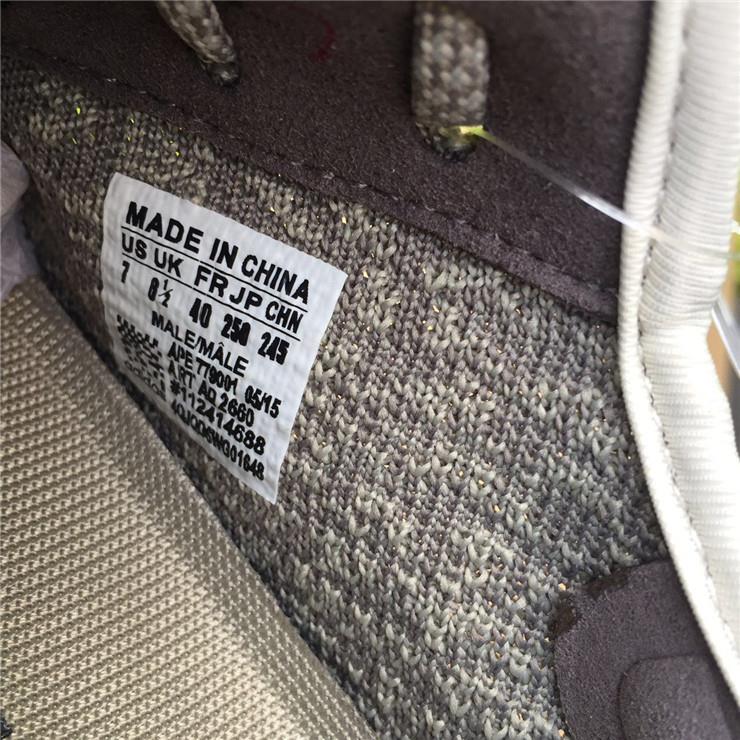 MADE IN CHINA
US UK FR JP CHN
7 6½ 40 250 245
MALE/MÂLE
APE 779001 05/15
ART AQ 2660
#112414688